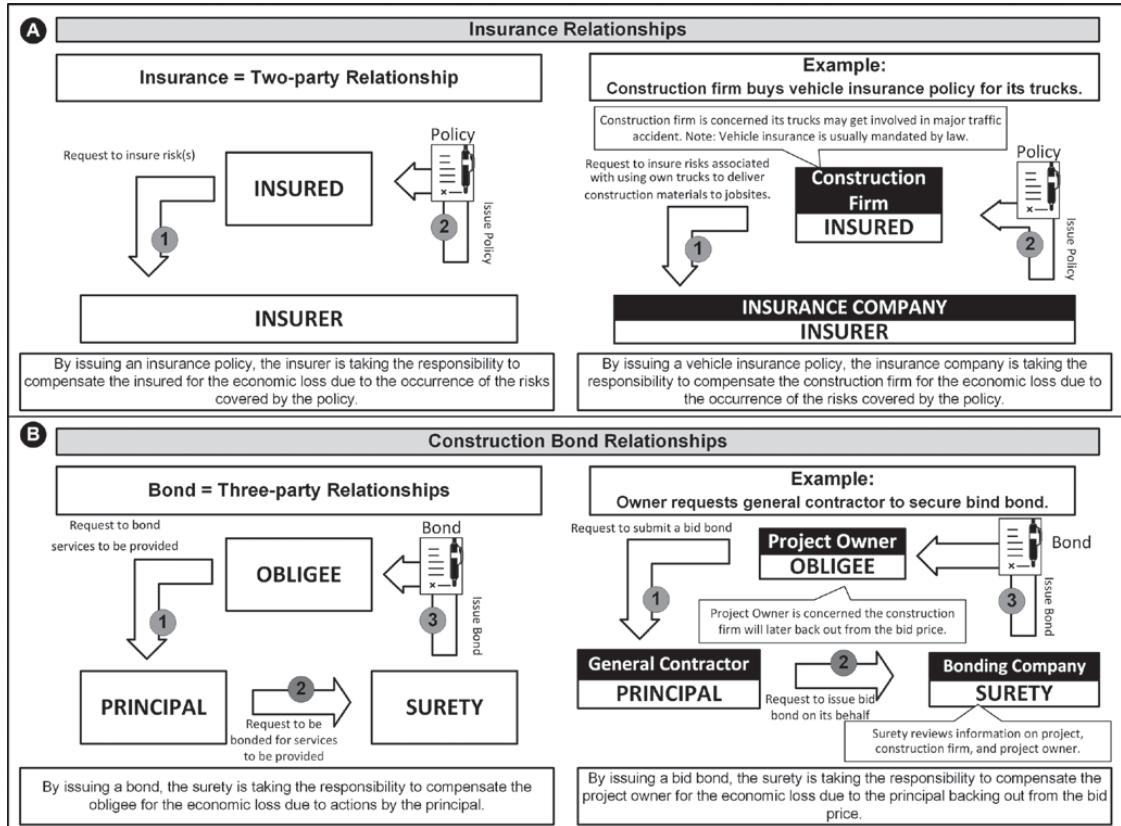 A
Insurance Relationships
Insurance = Two-party Relationship
Request to insure risk(s)
INSURED
Policy
1
2
Issue Policy
INSURER
By issuing an insurance policy, the insurer is taking the responsibility to
compensate the insured for the economic loss due to the occurrence of the risks
covered by the policy.
Example:
Construction firm buys vehicle insurance policy for its trucks.
Construction firm is concerned its trucks may get involved in major traffic
accident. Note: Vehicle insurance is usually mandated by law.
Request to insure risks associated
with using own trucks to deliver
construction materials to jobsites.
Construction
Firm
INSURED
Policy
1
2
Issue Policy
INSURANCE COMPANY
INSURER
By issuing a vehicle insurance policy, the insurance company is taking the
responsibility to compensate the construction firm for the economic loss due to
the occurrence of the risks covered by the policy.
B
Construction Bond Relationships
Bond = Three-party Relationships
Request to bond
services to be provided
OBLIGEE
Bond
1
3
Issue Bond
PRINCIPAL
2
Request to be
bonded for services
to be provided
SURETY
By issuing a bond, the surety is taking the responsibility to compensate the
obligee for the economic loss due to actions by the principal.
Example:
Owner requests general contractor to secure bind bond.
Request to submit a bid bond
Project Owner
OBLIGEE
Bond
1
3
Issue Bond
Project Owner is concerned the construction
firm will later back out from the bid price.
General Contractor
PRINCIPAL
2
Request to issue bid
bond on its behalf
Bonding Company
SURETY
Surety reviews information on project,
construction firm, and project owner.
By issuing a bid bond, the surety is taking the responsibility to compensate the
project owner for the economic loss due to the principal backing out from the bid
price.